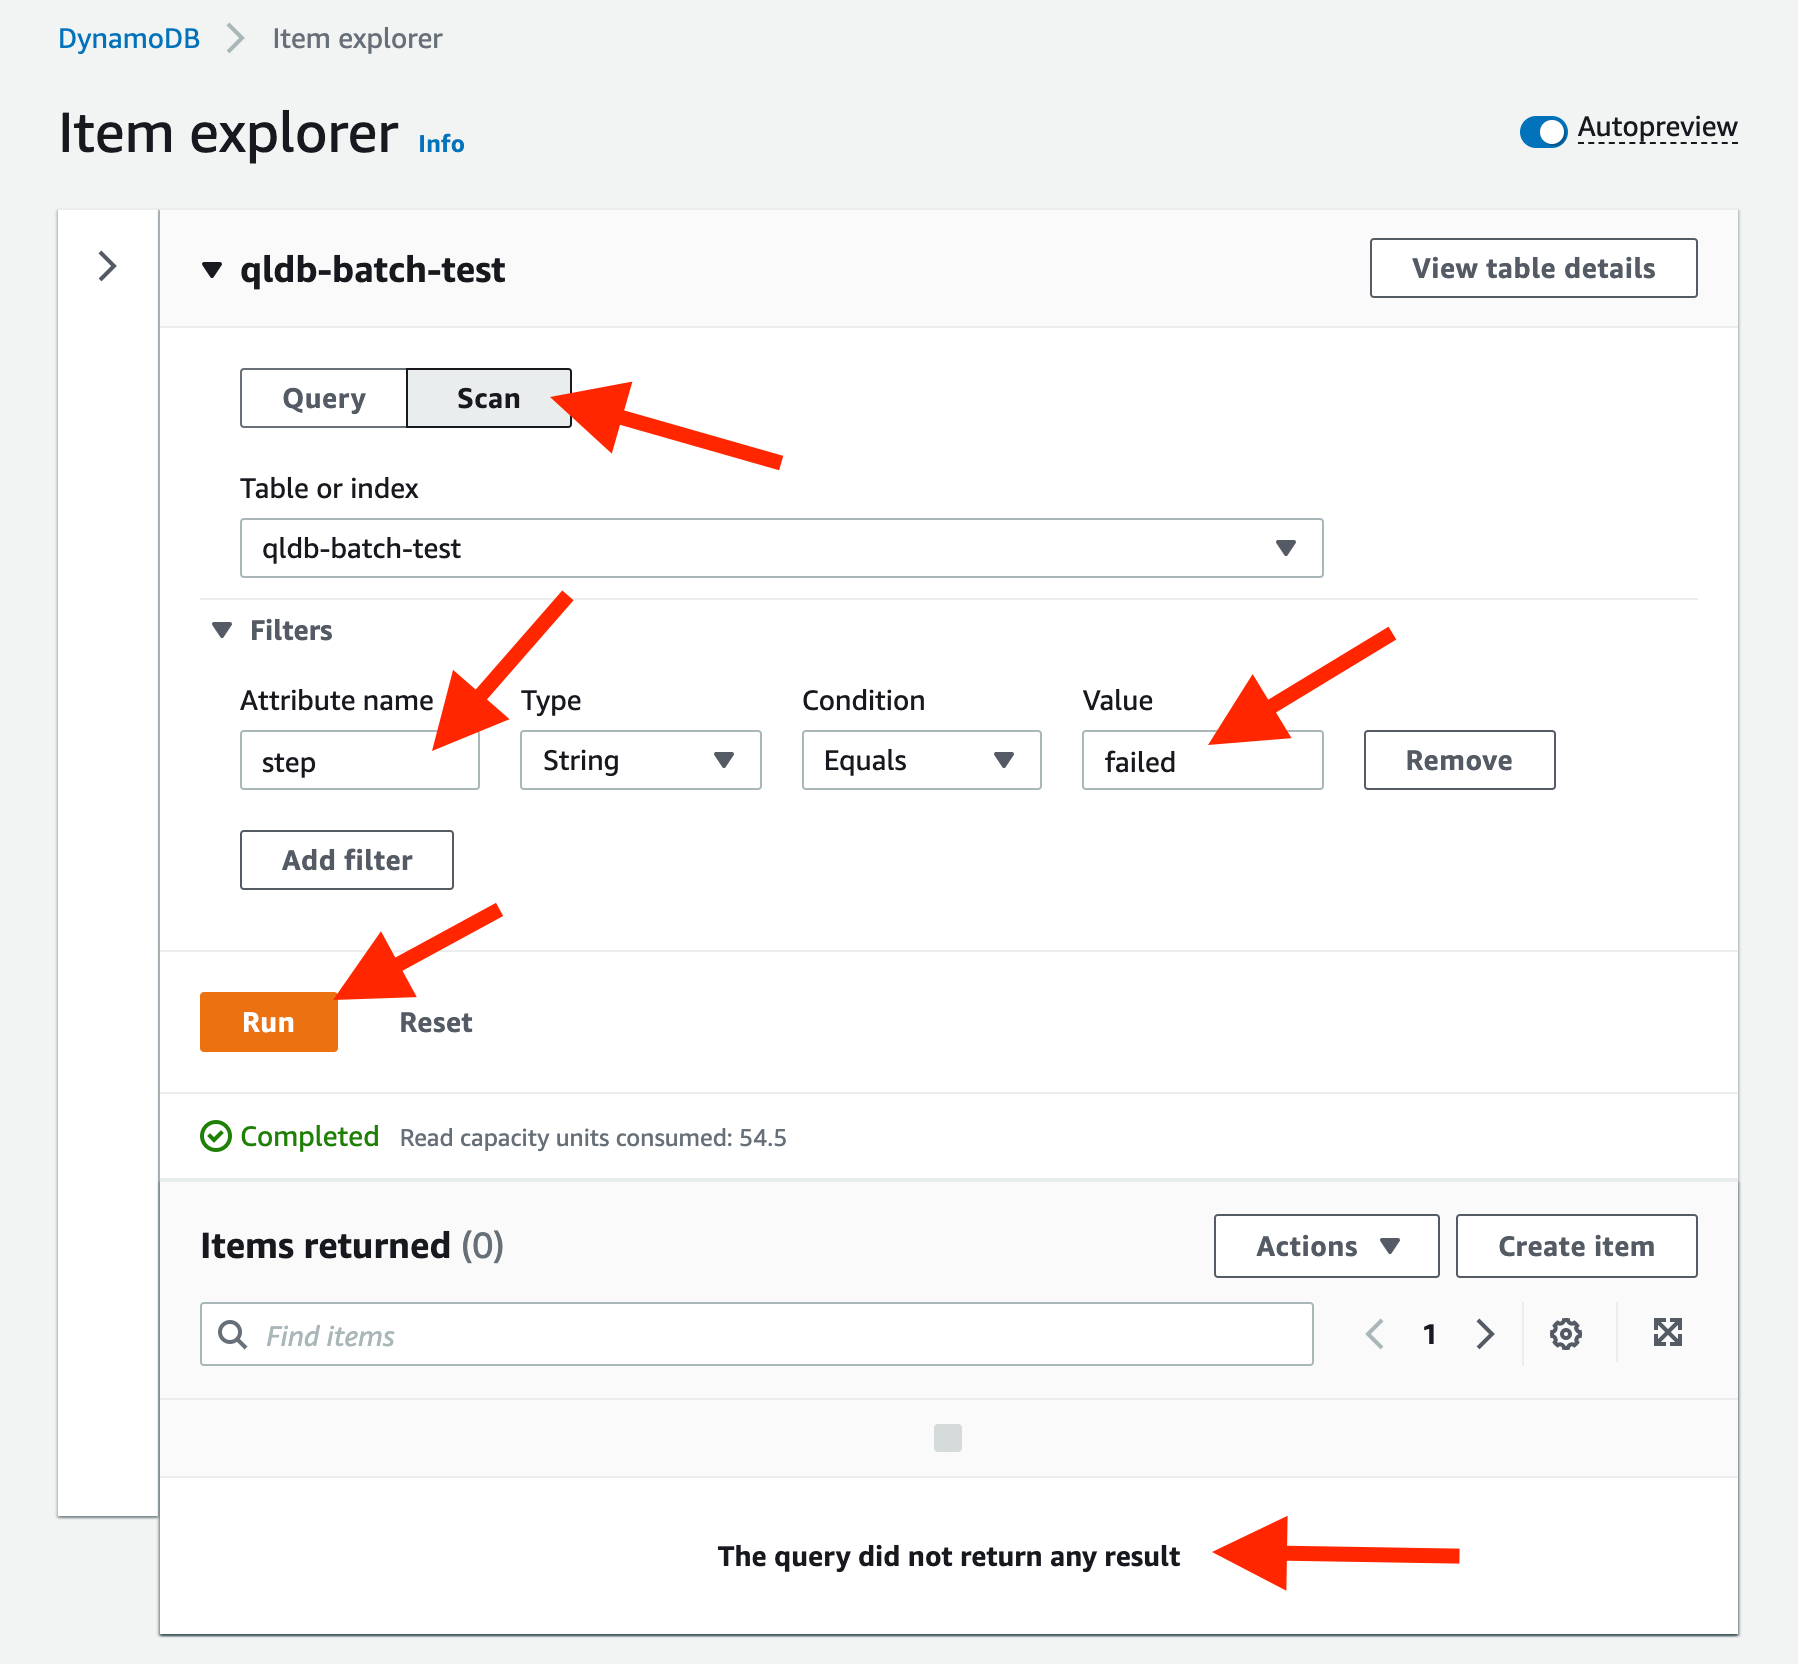 DynamoDB > Item explorer
Item explorer Info
Autopreview
qldb-batch-test
View table details
Query Scan
Table or index
qldb-batch-test
Filters
Attribute name Type Condition Value
step String Equals failed Remove
Add filter
Run Reset
Completed Read capacity units consumed: 54.5
Items returned (0)
Actions Create item
Find items
1
The query did not return any result